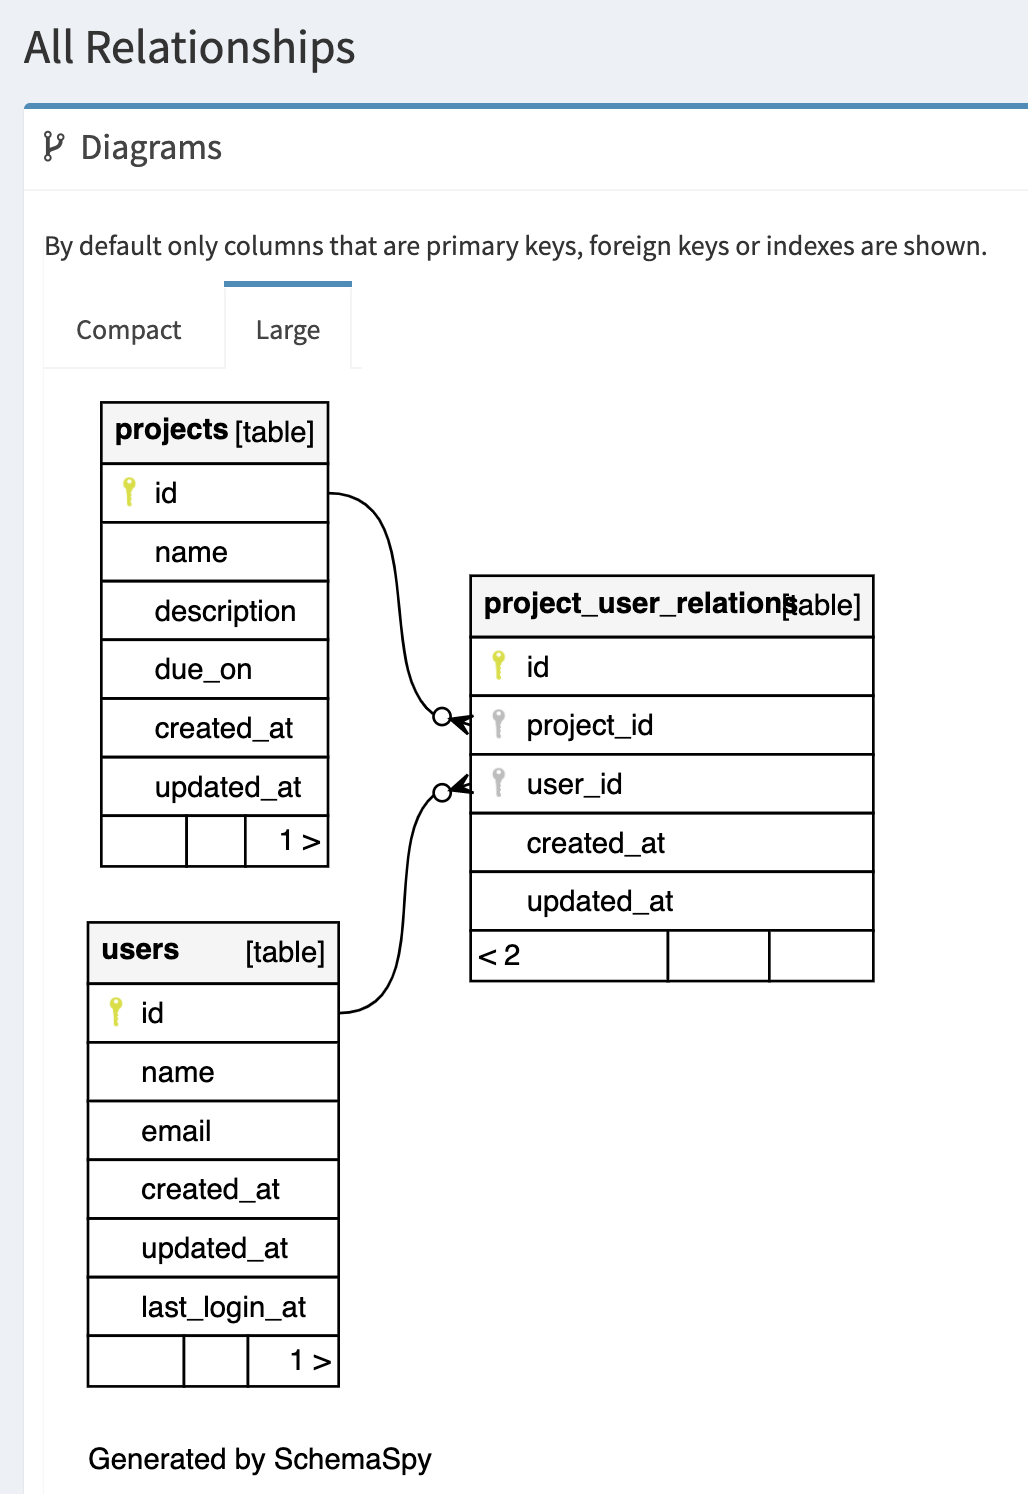 All Relationships
Diagrams
By default only columns that are primary keys, foreign keys or indexes are shown.
Compact
Large
projects [table]
id
name
description
due_on
created_at
updated_at
1 >
project_user_relations [table]
id
project_id
user_id
created_at
updated_at
< 2
users [table]
id
name
email
created_at
updated_at
last_login_at
1 >
Generated by SchemaSpy